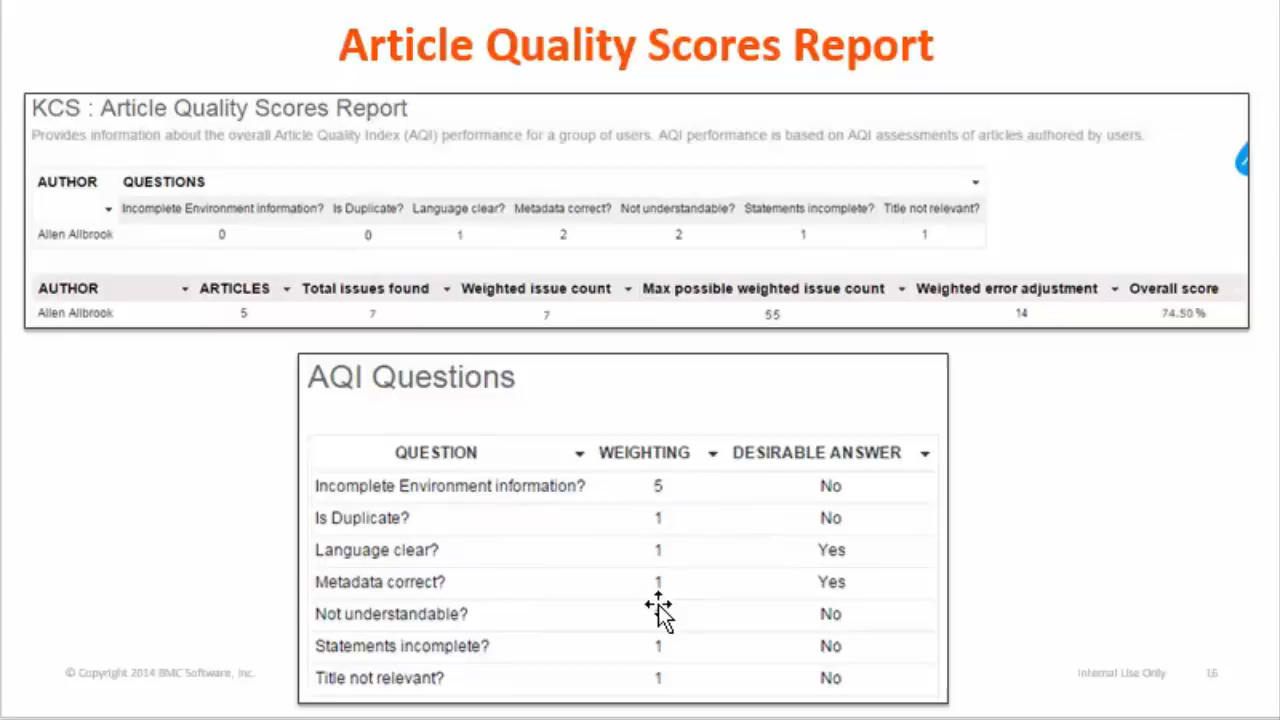 Article Quality Scores Report
KCS : Article Quality Scores Report
Provides information about the overall Article Quality Index (AQI) performance for a group of users. AQI performance is based on AQI assessments of articles authored by users.
AUTHOR QUESTIONS
Incomplete Environment information? Is Duplicate? Language clear? Metadata correct? Not understandable? Statements incomplete? Title not relevant?
Allen Allbrook 0 0 1 2 2 1 1
AUTHOR ARTICLES Total issues found Weighted issue count Max possible weighted issue count Weighted error adjustment Overall score
Allen Allbrook 5 7 7 55 14 74.50 %
AQI Questions
QUESTION WEIGHTING DESIRABLE ANSWER
Incomplete Environment information? 5 No
Is Duplicate? 1 No
Language clear? 1 Yes
Metadata correct? 1 Yes
Not understandable? No
Statements incomplete? 1 No
Title not relevant? 1 No
© Copyright 2014 BMC Software, Inc.
Internal Use Only 16